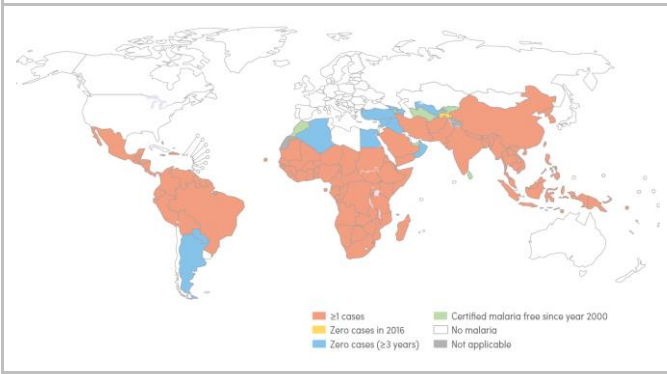 ≥1 cases
Zero cases in 2016
Zero cases (≥3 years)
Certified malaria free since year 2000
No malaria
Not applicable